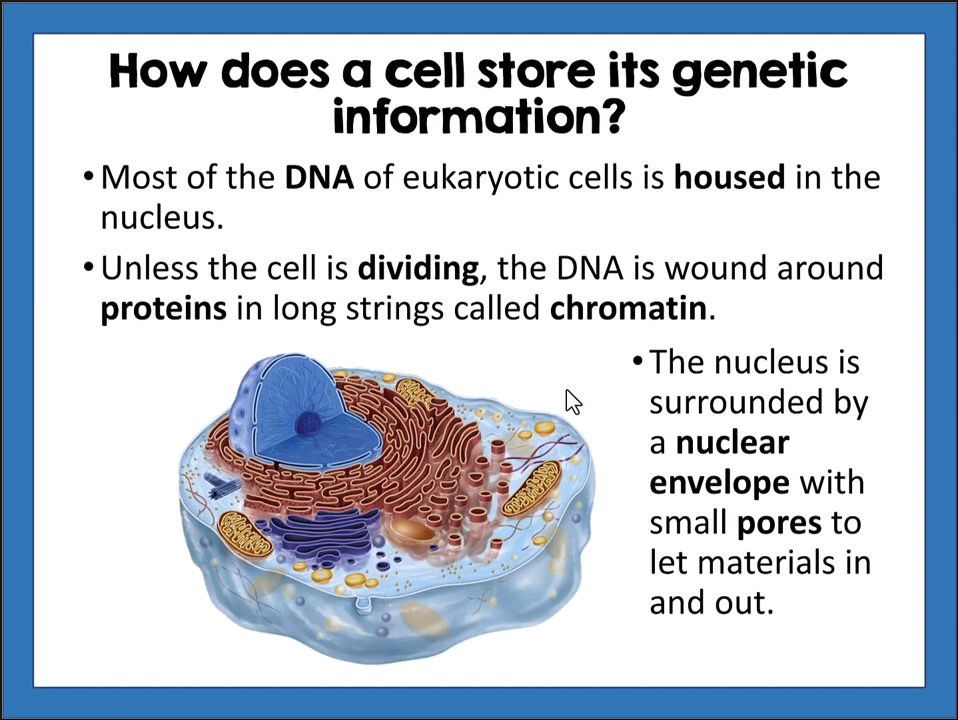 How does a cell store its genetic
information?
•Most of the DNA of eukaryotic cells is housed in the
nucleus.
•Unless the cell is dividing, the DNA is wound around
proteins in long strings called chromatin.
•The nucleus is
surrounded by
a nuclear
envelope with
small pores to
let materials in
and out.